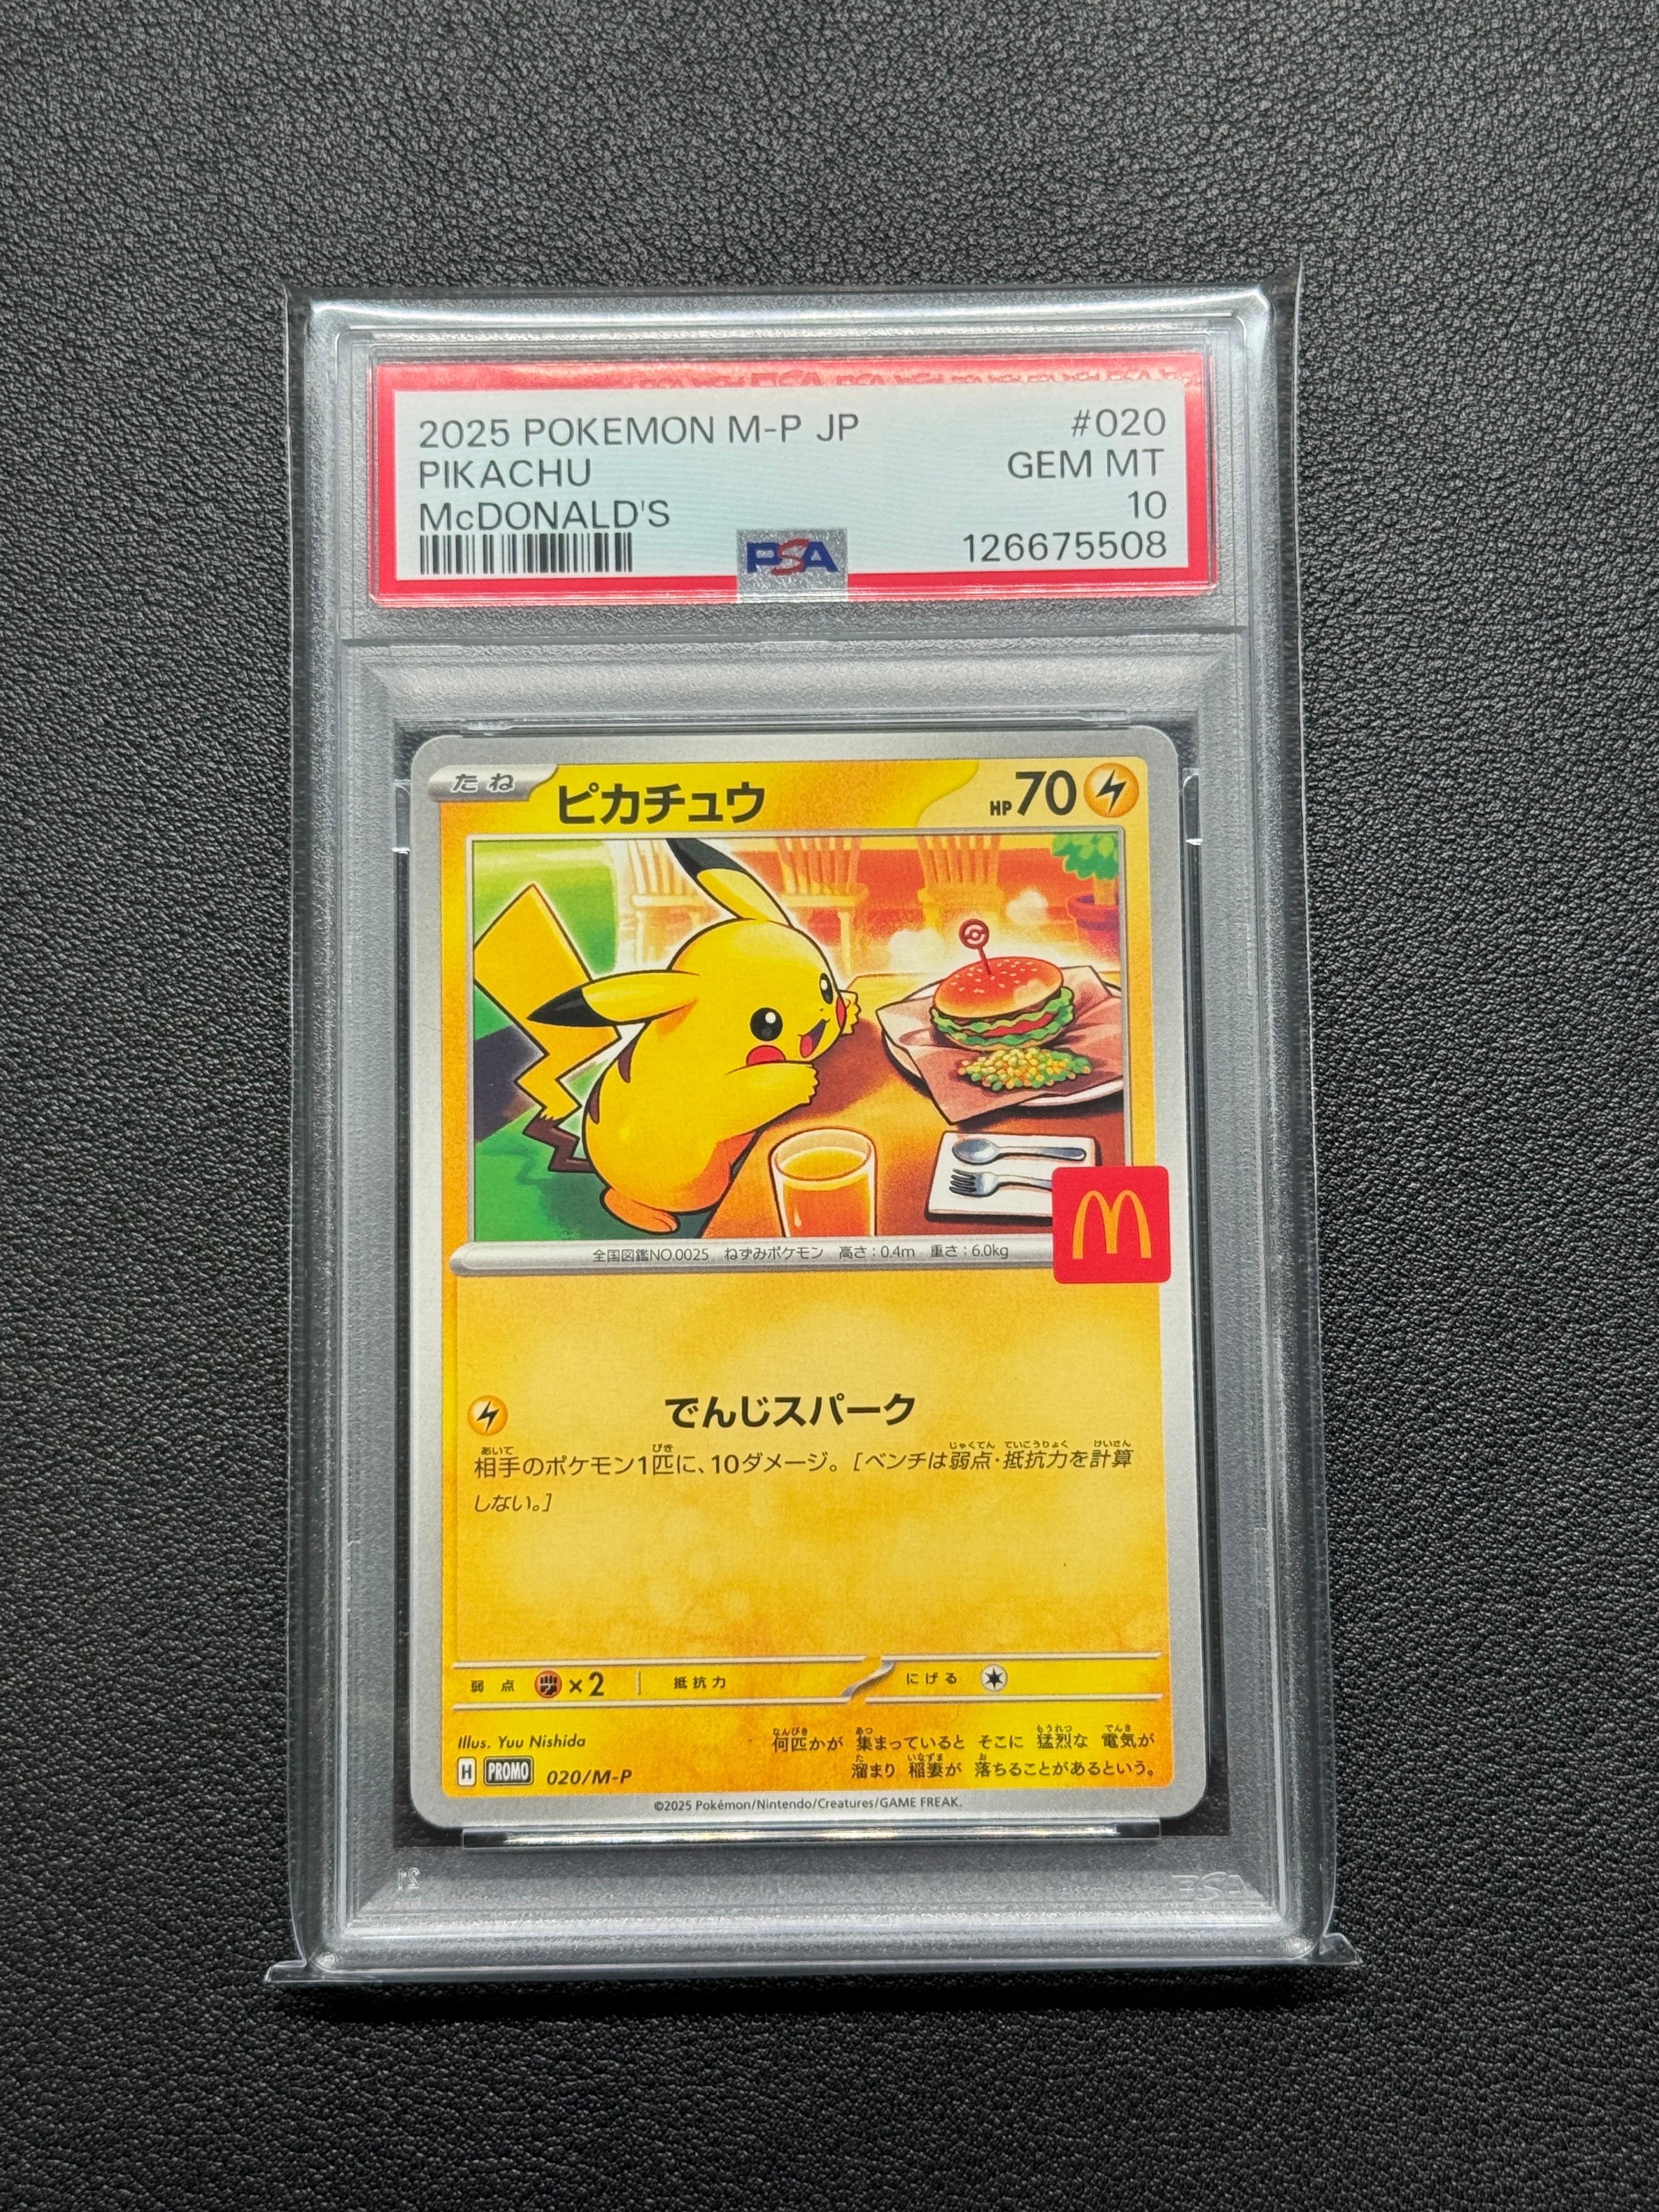 2025 POKEMON M-P JP #020
PIKACHU GEM MT
McDONALD'S 10
PSA 126675508
たね ピカチュウ HP70
全国図鑑NO.0025 ねずみポケモン 高さ:0.4m 重さ:6.0kg
でんじスパーク
相手のポケモン1匹に、10ダメージ。[ベンチは弱点・抵抗力を計算
しない。]
弱点 ×2 抵抗力 にげる
Illus. Yuu Nishida
何匹かが 集まっていると そこに 猛烈な 電気が
溜まり 稲妻が 落ちることがあるという。
H PROMO 020/M-P
©2025 Pokémon/Nintendo/Creatures/GAME FREAK.